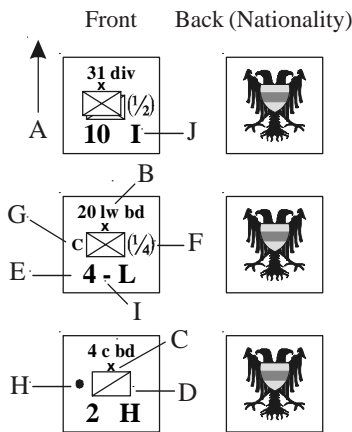 Front Back (Nationality)
31 div
x
(1/2)
10 I
A
J
B
20 lw bd
x
G
C
(1/4)
F
E
4 - L
I
C
4 c bd
x
H
D
2 H